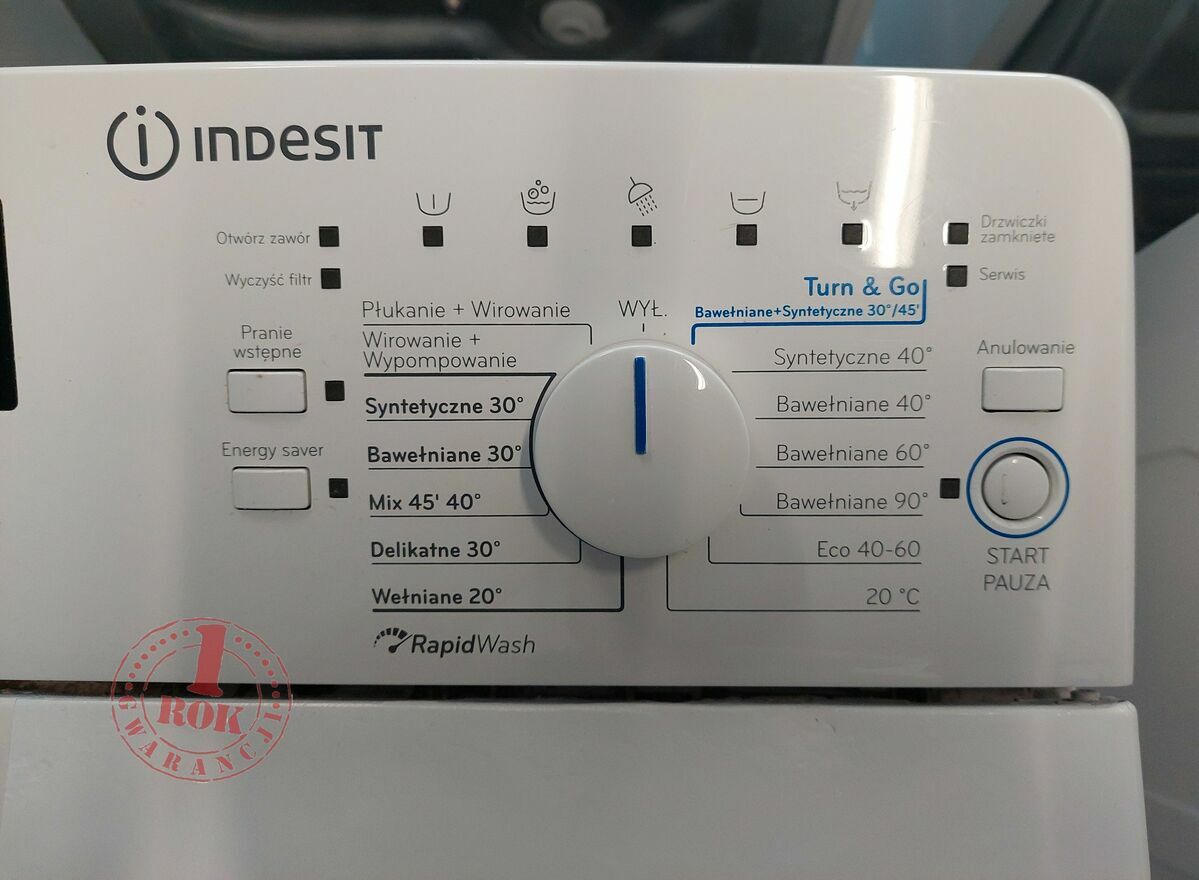 INDESIT
Otwórz zawór
Wyczyść filtr
Drzwiczki
zamknięte
Serwis
Pranie
wstępne
Energy saver
Płukanie + Wirowanie
Wirowanie +
Wypompowanie
Syntetyczne 30°
Bawełniane 30°
Mix 45' 40°
Delikatne 30°
Wełniane 20°
RapidWash
WYŁ.
Turn & Go
Bawełniane+Syntetyczne 30°/45'
Syntetyczne 40°
Bawełniane 40°
Bawełniane 60°
Bawełniane 90°
Eco 40-60
20 °C
Anulowanie
START
PAUZA
1
ROK
GWARANCJI